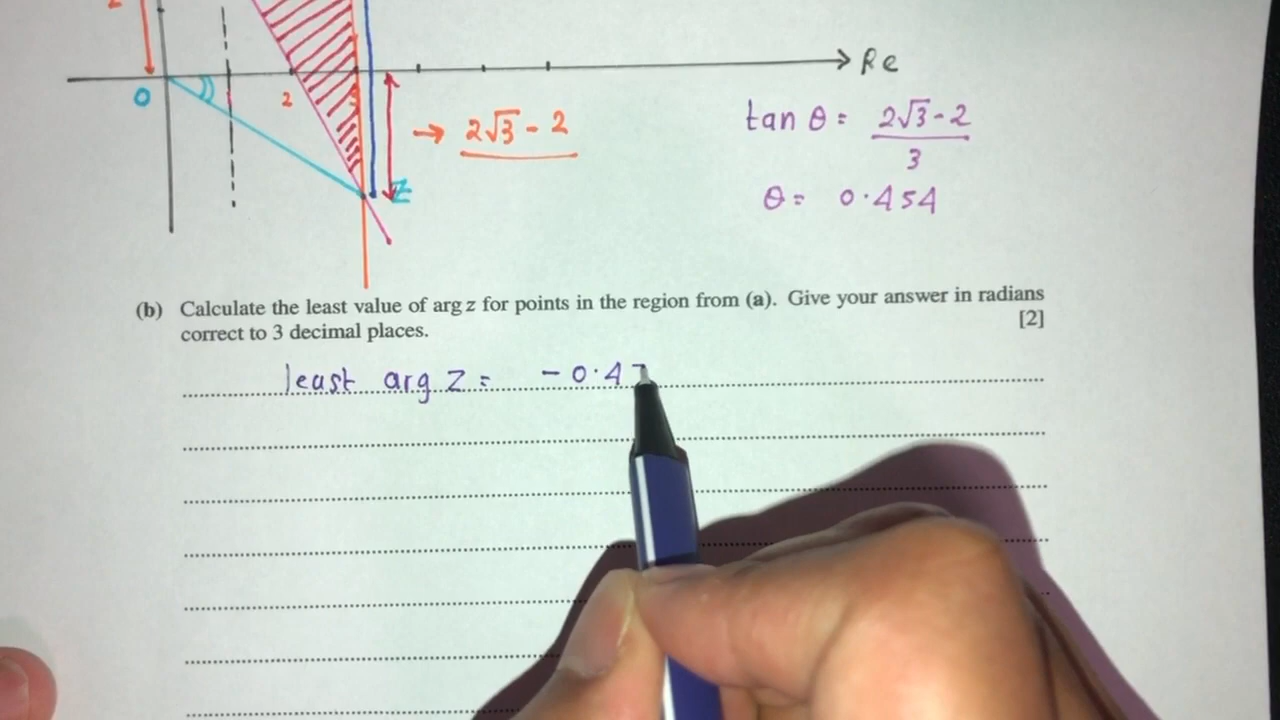 Re
0
2
2√3 - 2
z
tan θ = 2√3 - 2
3
θ = 0.454
(b) Calculate the least value of arg z for points in the region from (a). Give your answer in radians
correct to 3 decimal places. [2]
least arg z = - 0.4